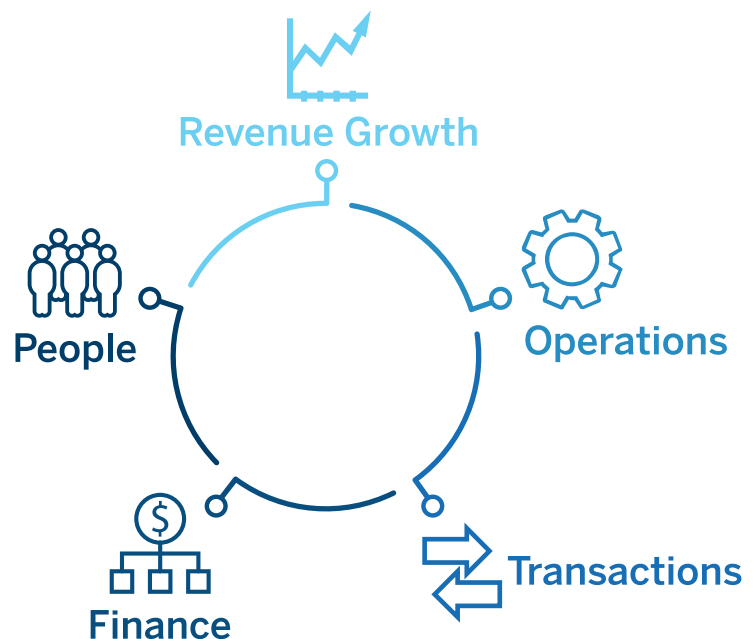 Revenue Growth
Operations
People
$
Transactions
Finance